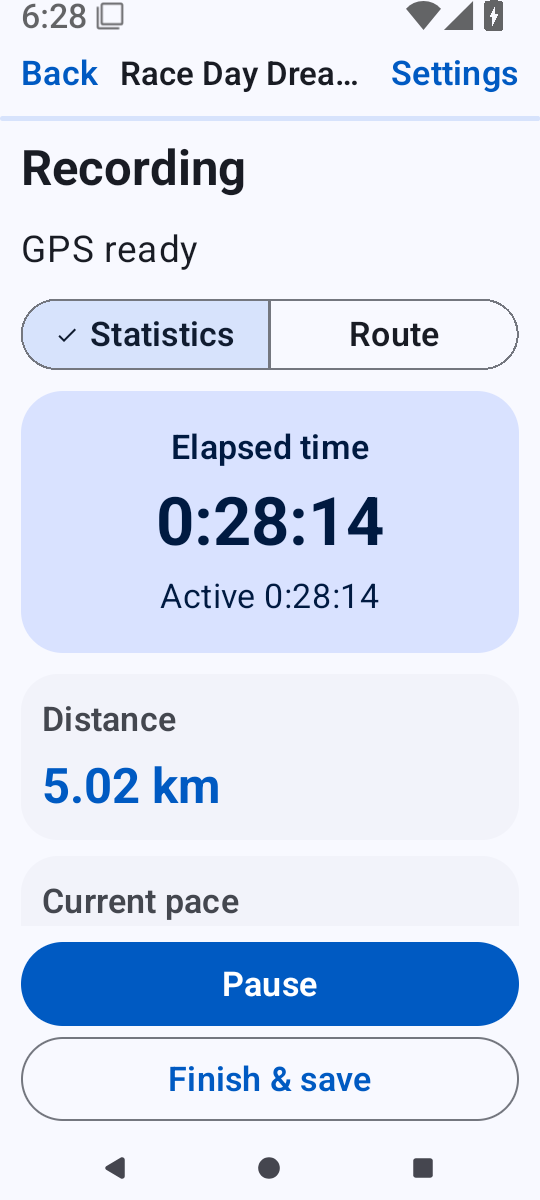 6:28
Back Race Day Drea... Settings
Recording
GPS ready
Statistics Route
Elapsed time
0:28:14
Active 0:28:14
Distance
5.02 km
Current pace
Pause
Finish & save